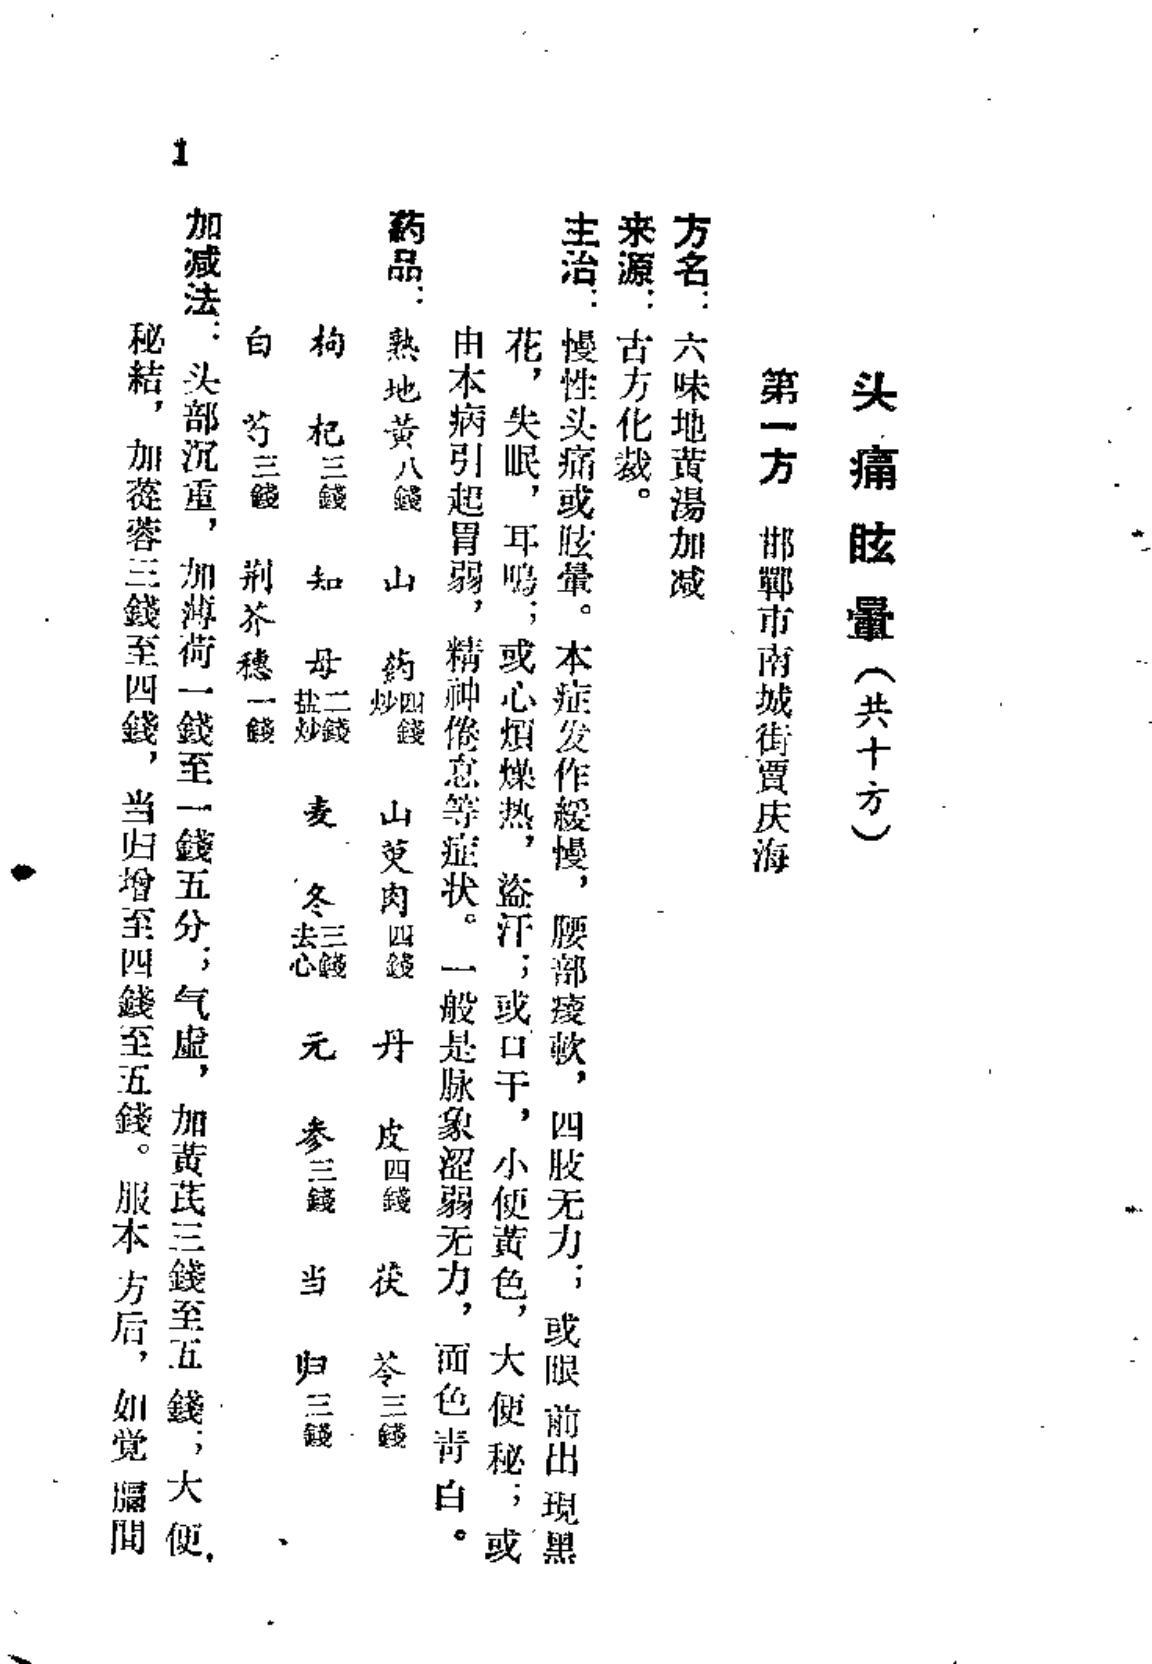 头痛眩暈(共十方)
第一方 邯鄲市南城街賈庆海
方名：六味地黃湯加减
来源：古方化裁。
主治：慢性头痛或眩暈。本症发作緩慢，腰部痠軟，四肢无力；或眼前出現黑
花，失眠，耳鳴；或心煩燥热，盜汗；或口干，小便黃色，大便秘；或
由本病引起胃弱，精神倦怠等症状。一般是脉象澀弱无力，面色青白。
药品：熟地黃八錢 山药四錢炒 山萸肉四錢 丹皮四錢 茯苓三錢
枸杞三錢 知母二錢盐炒 麦冬三錢去心 元参三錢 当归三錢
白芍三錢 荆芥穗一錢
加减法：头部沉重，加薄荷一錢至一錢五分；气虛，加黃芪三錢至五錢；大便
秘結，加蓯蓉三錢至四錢，当归增至四錢至五錢。服本方后，如觉膈間
1